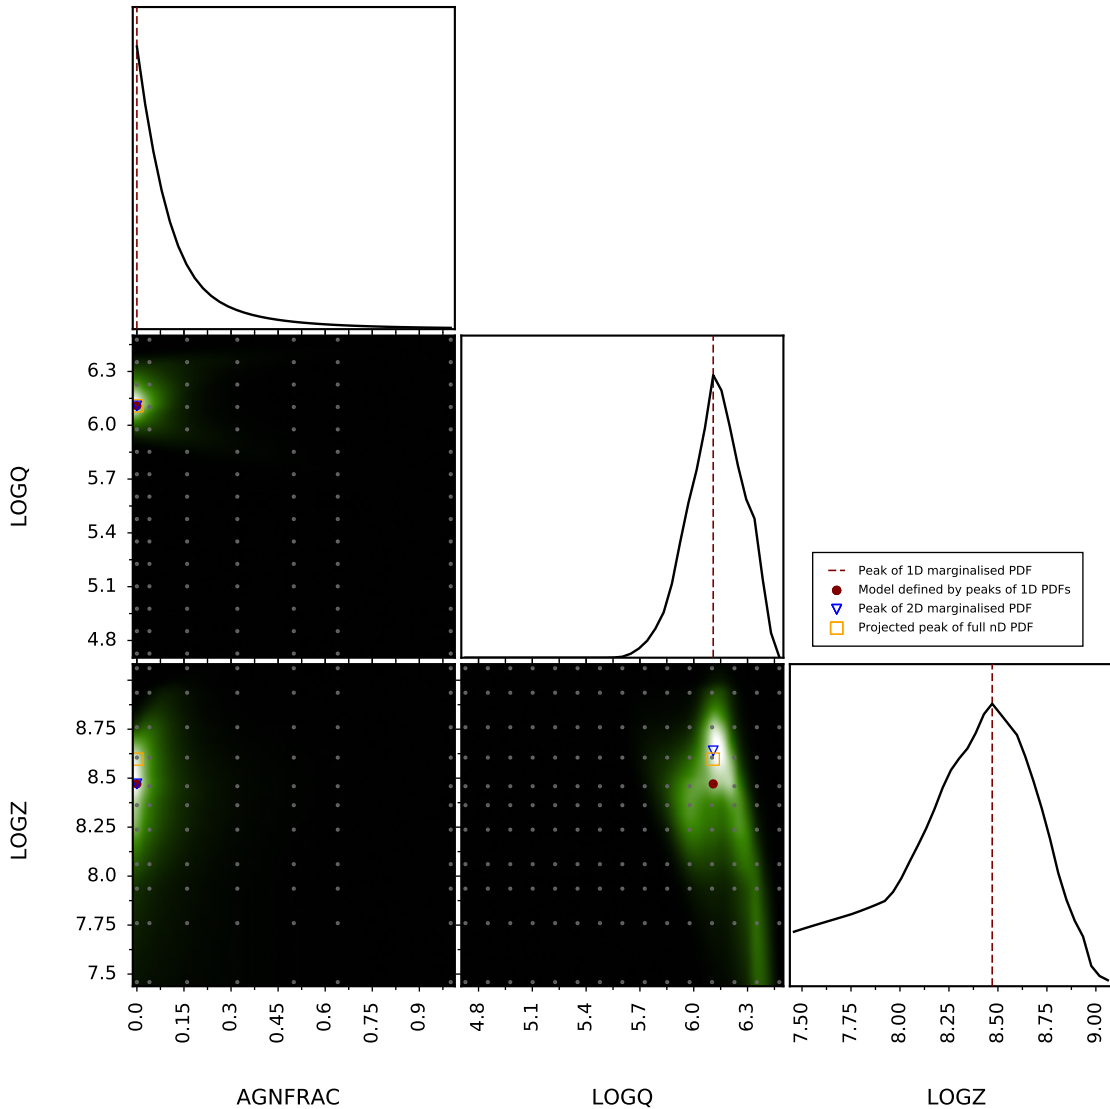 6.3
6.0
5.7
5.4
5.1
4.8
LOGQ
Peak of 1D marginalised PDF
Model defined by peaks of 1D PDFs
Peak of 2D marginalised PDF
Projected peak of full nD PDF
8.75
8.5
8.25
8.0
7.75
7.5
LOGZ
0.0 0.15 0.3 0.45 0.6 0.75 0.9
4.8 5.1 5.4 5.7 6.0 6.3
7.50 7.75 8.00 8.25 8.50 8.75 9.00
AGNFRAC LOGQ LOGZ